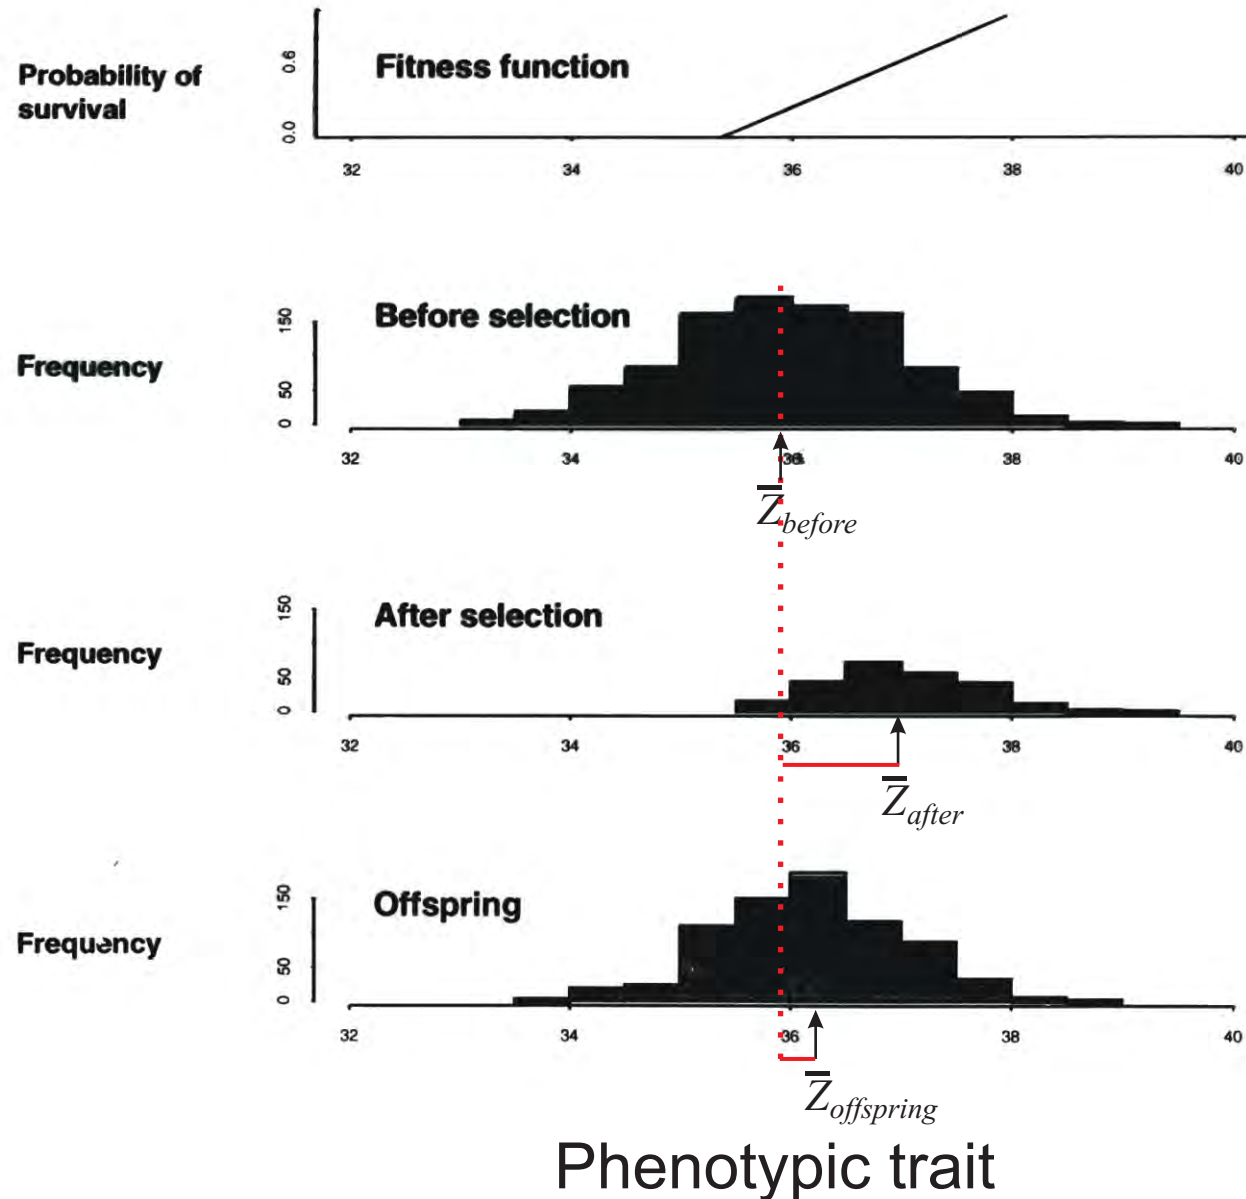 Probability of
survival
0.6
0.0
Fitness function
32 34 36 38 40
Frequency
150
50
0
Before selection
32 34 36 38 40
Z̅before
Frequency
150
50
0
After selection
32 34 36 38 40
Z̅after
Frequency
150
50
0
Offspring
32 34 36 38 40
Z̅offspring
Phenotypic trait